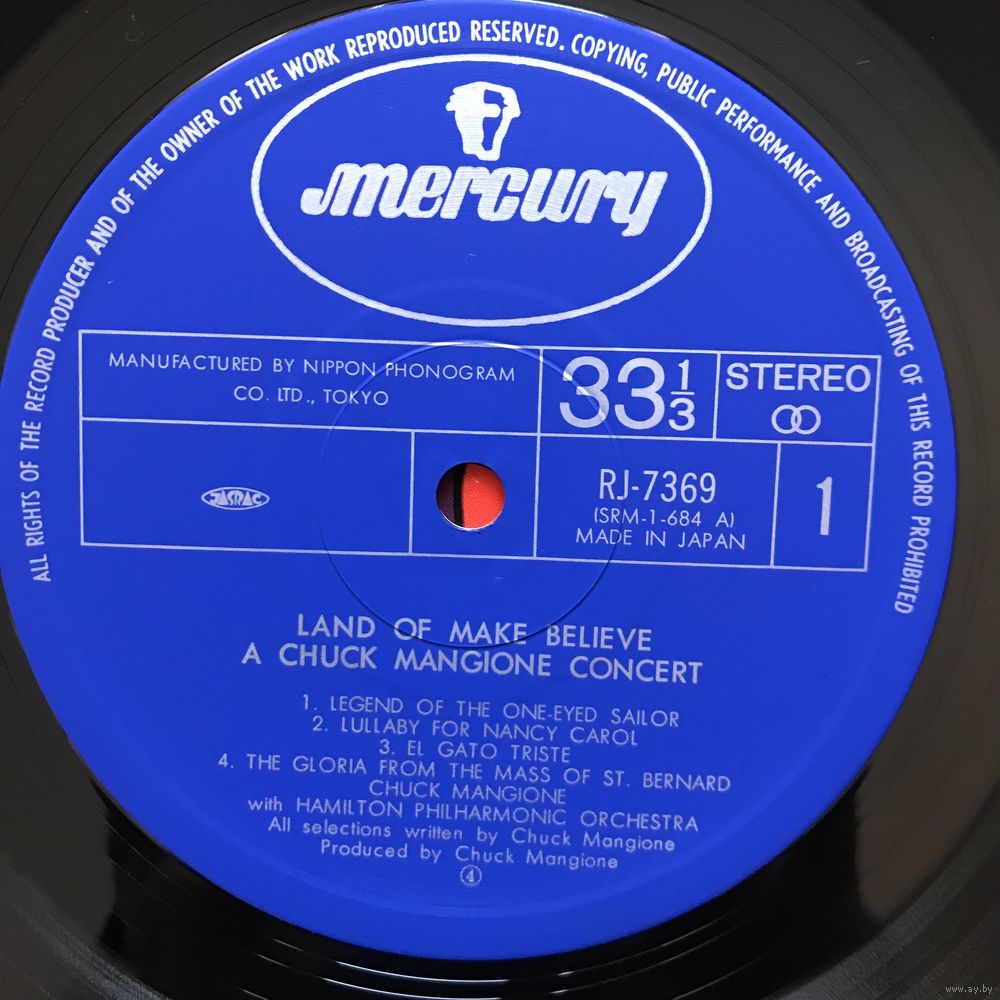 ALL RIGHTS OF THE RECORD PRODUCER AND OF THE OWNER OF THE WORK REPRODUCED RESERVED. COPYING, PUBLIC PERFORMANCE AND BROADCASTING OF THIS RECORD PROHIBITED
mercury
MANUFACTURED BY NIPPON PHONOGRAM
CO. LTD., TOKYO
33 1/3
STEREO
JASRAC
RJ-7369
(SRM-1-684 A)
MADE IN JAPAN
1
LAND OF MAKE BELIEVE
A CHUCK MANGIONE CONCERT
1. LEGEND OF THE ONE-EYED SAILOR
2. LULLABY FOR NANCY CAROL
3. EL GATO TRISTE
4. THE GLORIA FROM THE MASS OF ST. BERNARD
CHUCK MANGIONE
with HAMILTON PHILHARMONIC ORCHESTRA
All selections written by Chuck Mangione
Produced by Chuck Mangione
④
www.ay.by